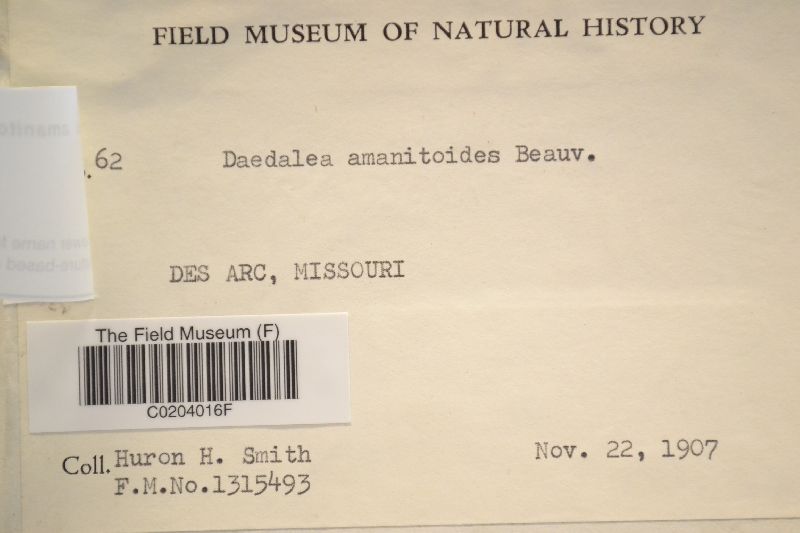 FIELD MUSEUM OF NATURAL HISTORY
62 Daedalea amanitoides Beauv.
DES ARC, MISSOURI
The Field Museum (F)
C0204016F
Coll. Huron H. Smith Nov. 22, 1907
F.M.No.1315493